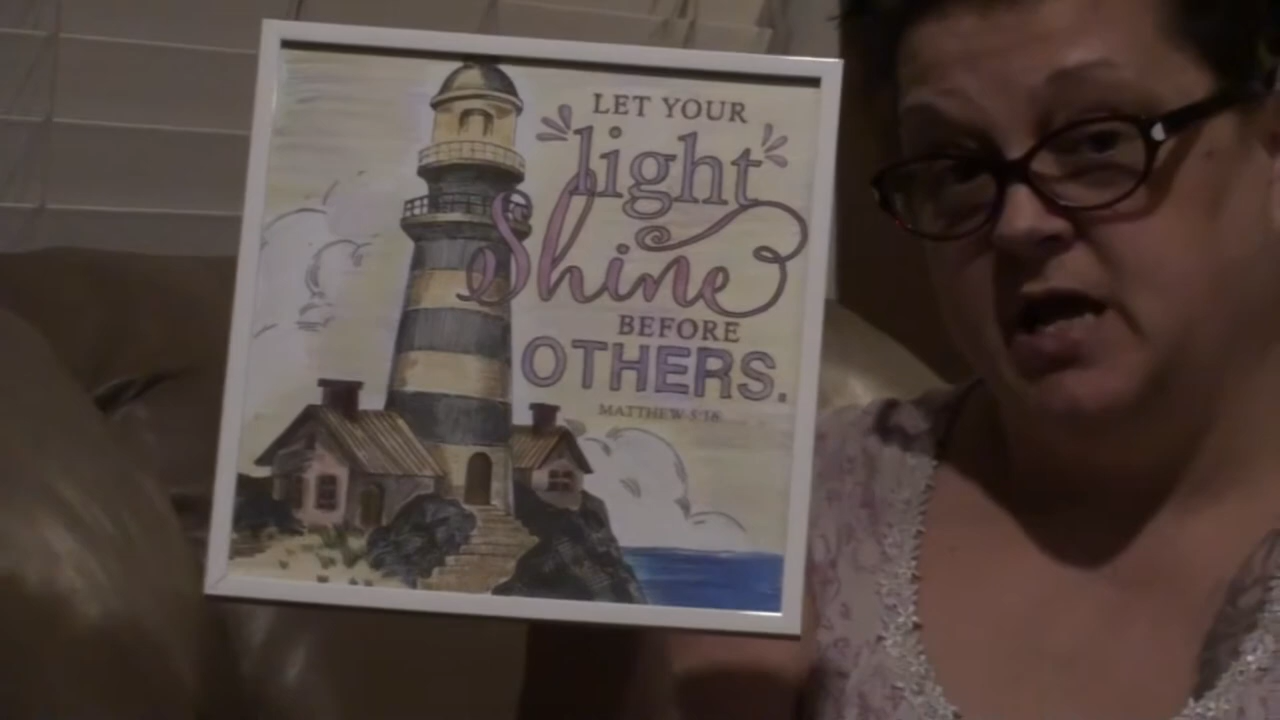 LET YOUR
light
Shine
BEFORE
OTHERS.
MATTHEW 5:16